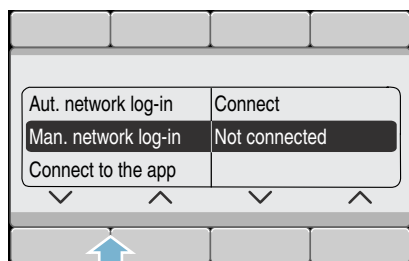 Aut. network log-in Connect
Man. network log-in Not connected
Connect to the app